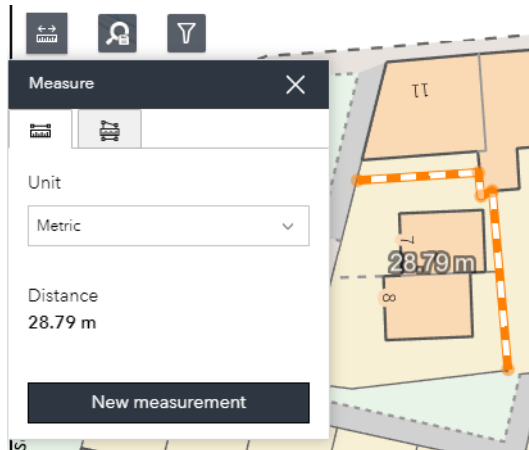 Measure
Unit
Metric
Distance
28.79 m
New measurement
11
7
28.79 m
8